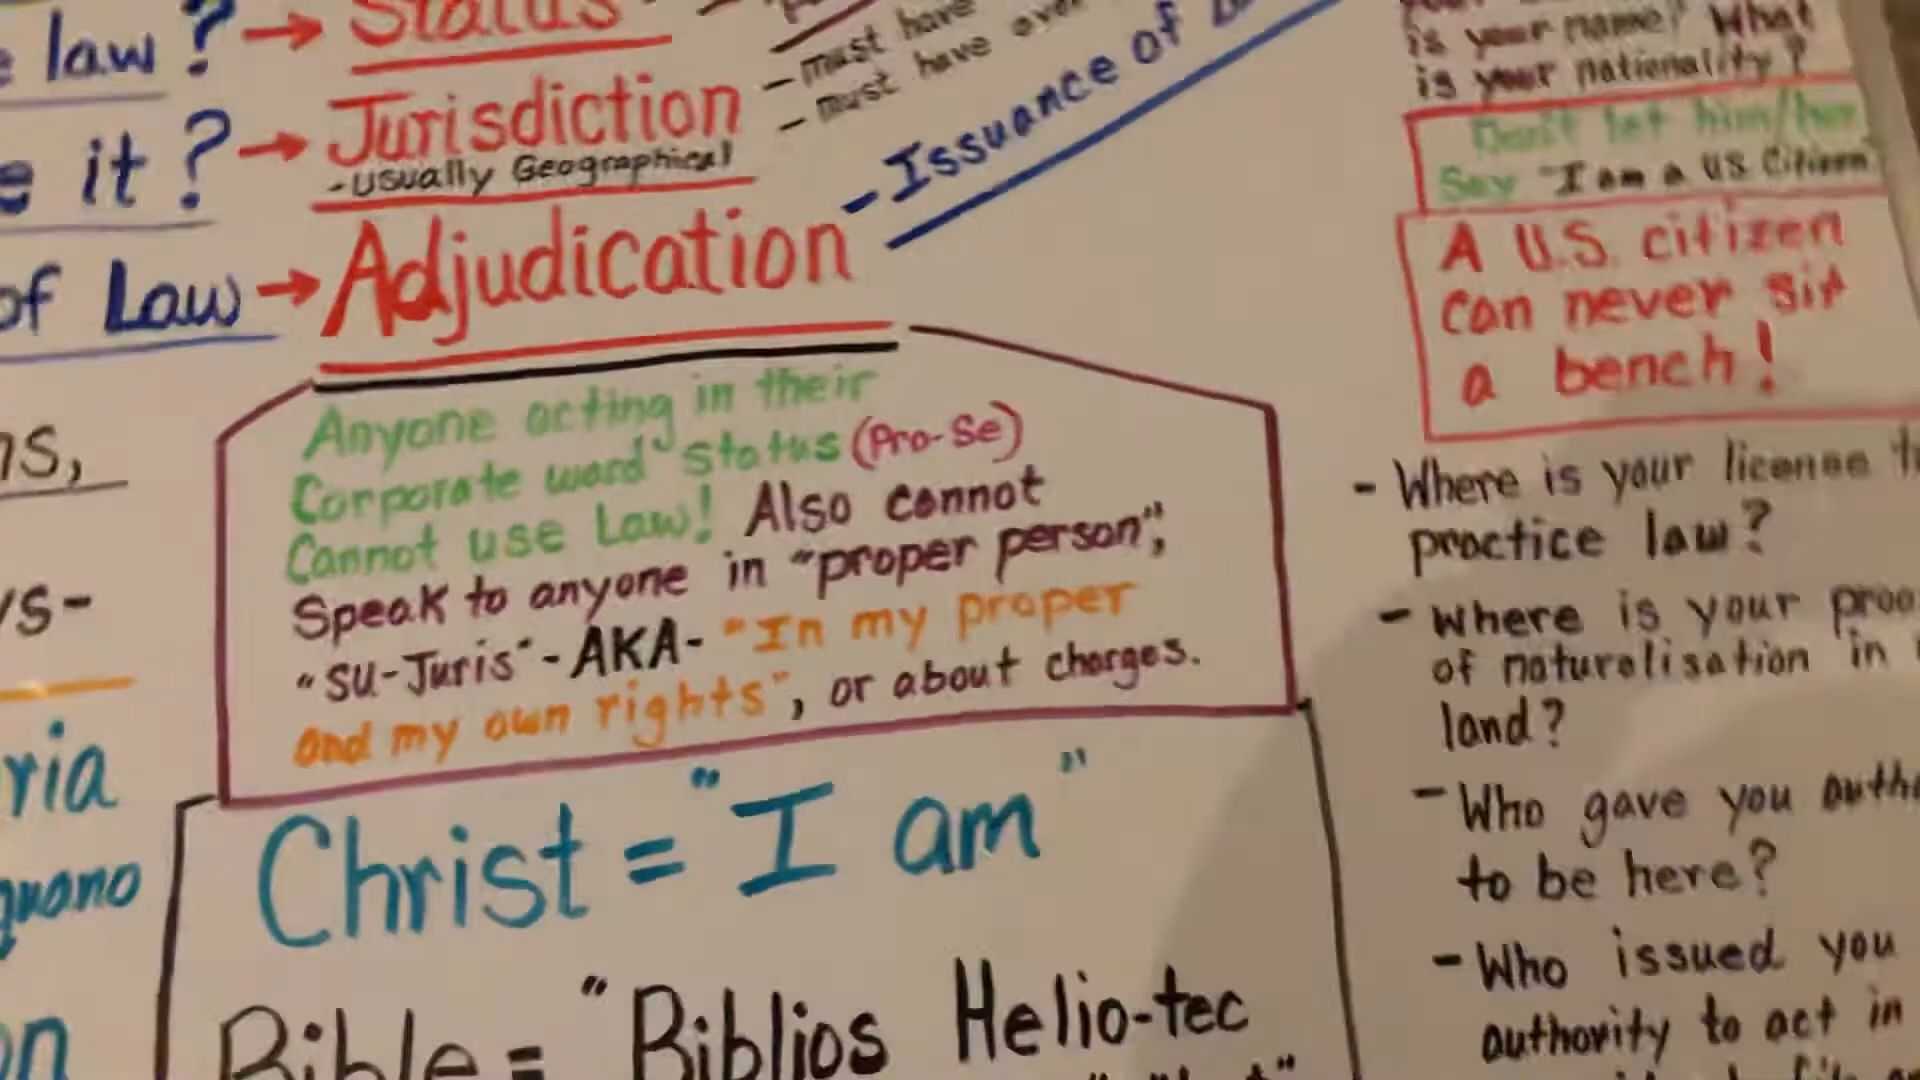 law? → Status
it? → Jurisdiction
-usually Geographical
of Law → Adjudication
- must have
- must have over
- Issuance of
Anyone acting in their
Corporate ward status (Pro-Se)
Cannot use Law! Also cannot
Speak to anyone in "proper person",
"su-Juris" - AKA- "In my proper
and my own rights", or about charges.
Christ = "I am"
Bible = "Biblios Helio-tec
is your name? What
is your nationality?
Don't let him/her
Say "I am a US Citizen
A U.S. citizen
can never sit
a bench!
- Where is your license
practice law?
- Where is your
of naturalisation in
land?
- Who gave you
to be here?
- Who issued you
authority to act in